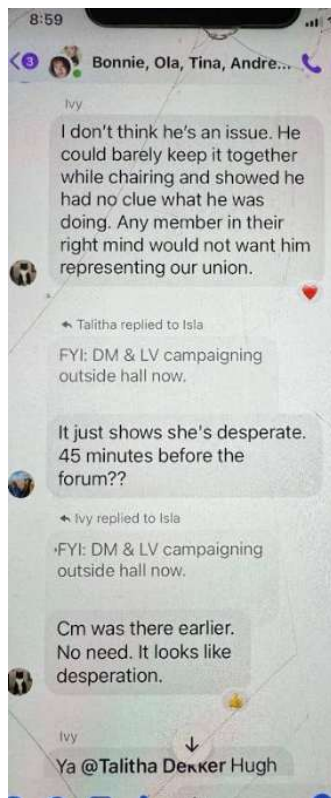 8:59
3
Bonnie, Ola, Tina, Andre...
Ivy
I don't think he's an issue. He
could barely keep it together
while chairing and showed he
had no clue what he was
doing. Any member in their
right mind would not want him
representing our union.
Talitha replied to Isla
FYI: DM & LV campaigning
outside hall now.
It just shows she's desperate.
45 minutes before the
forum??
Ivy replied to Isla
FYI: DM & LV campaigning
outside hall now.
Cm was there earlier.
No need. It looks like
desperation.
Ivy
Ya @Talitha Dekker Hugh